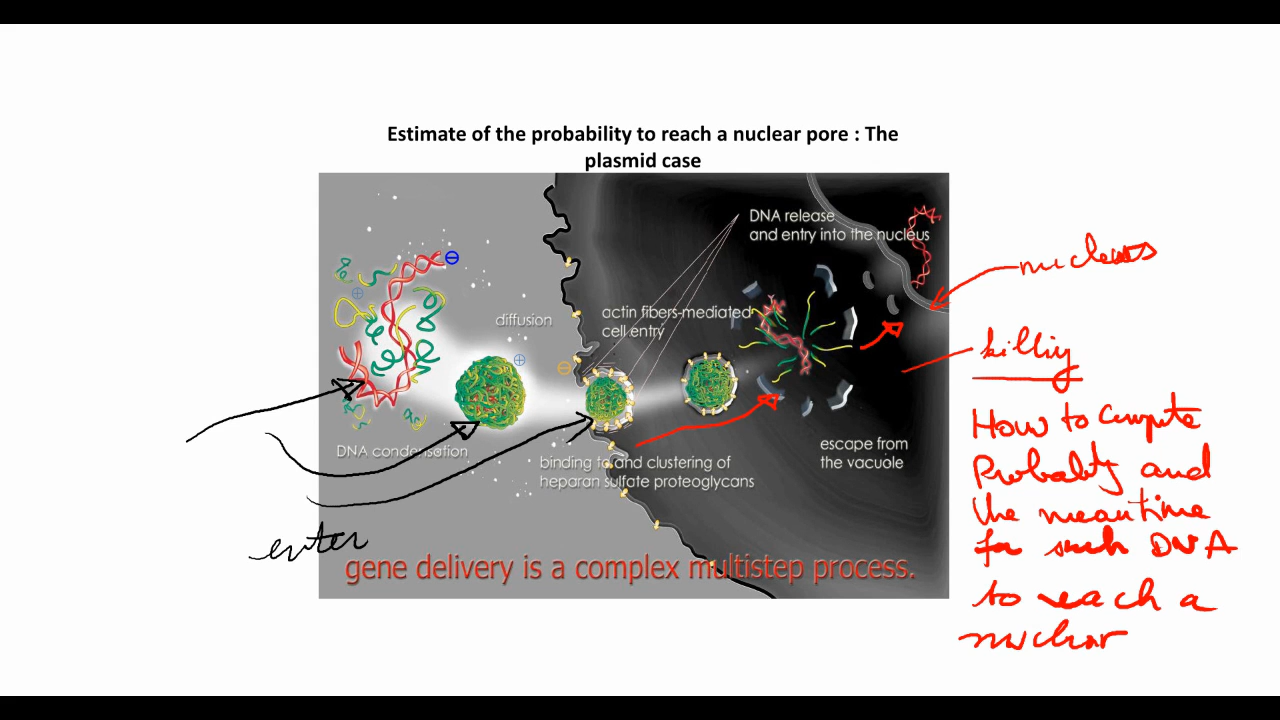 Estimate of the probability to reach a nuclear pore : The
plasmid case
DNA release
and entry into the nucleus
nucleus
diffusion
actin fibers-mediated
cell entry
killing
How to compute
Probability and
the mean time
for such DNA
to reach a
nuclear
DNA condensation
binding to and clustering of
heparan sulfate proteoglycans
escape from
the vacuole
enter
gene delivery is a complex multistep process.